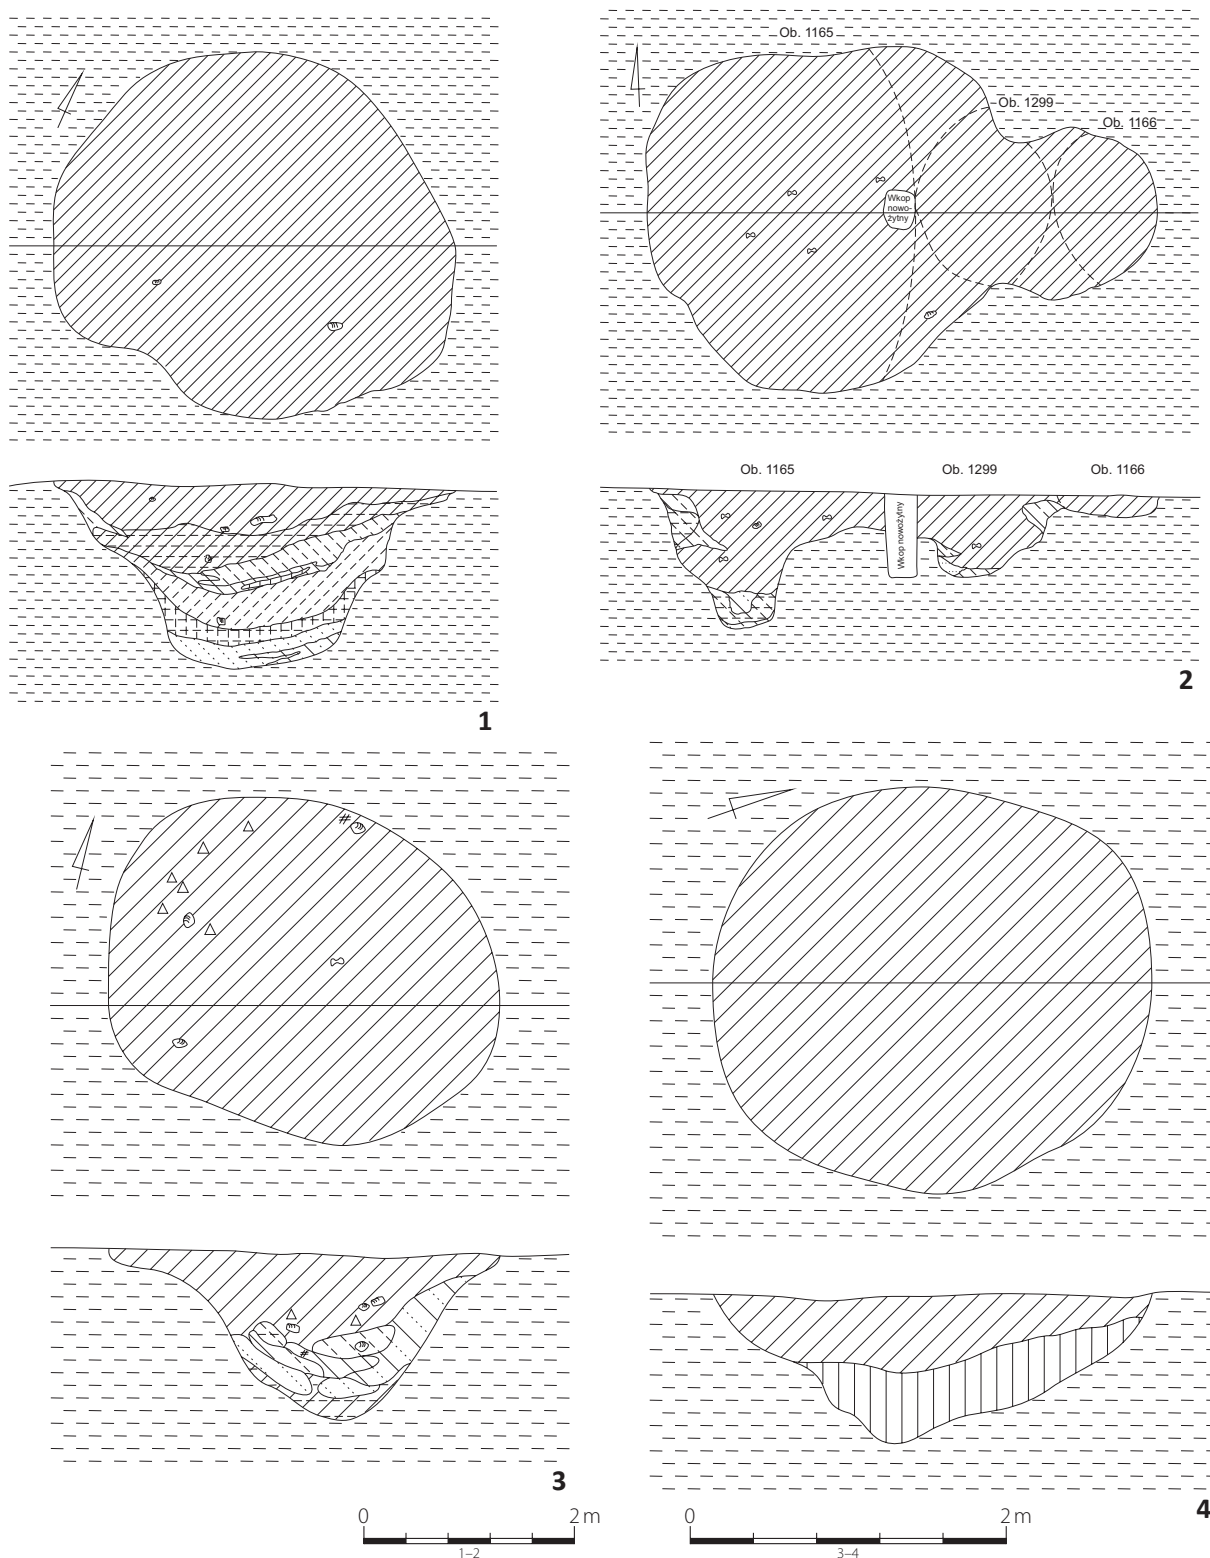 Ob. 1165
Ob. 1299
Ob. 1166
Wkop
nowo-
żytny
Ob. 1165
Ob. 1299
Ob. 1166
Wkop nowożytny
1
2
3
4
0
2 m
1–2
0
2 m
3–4